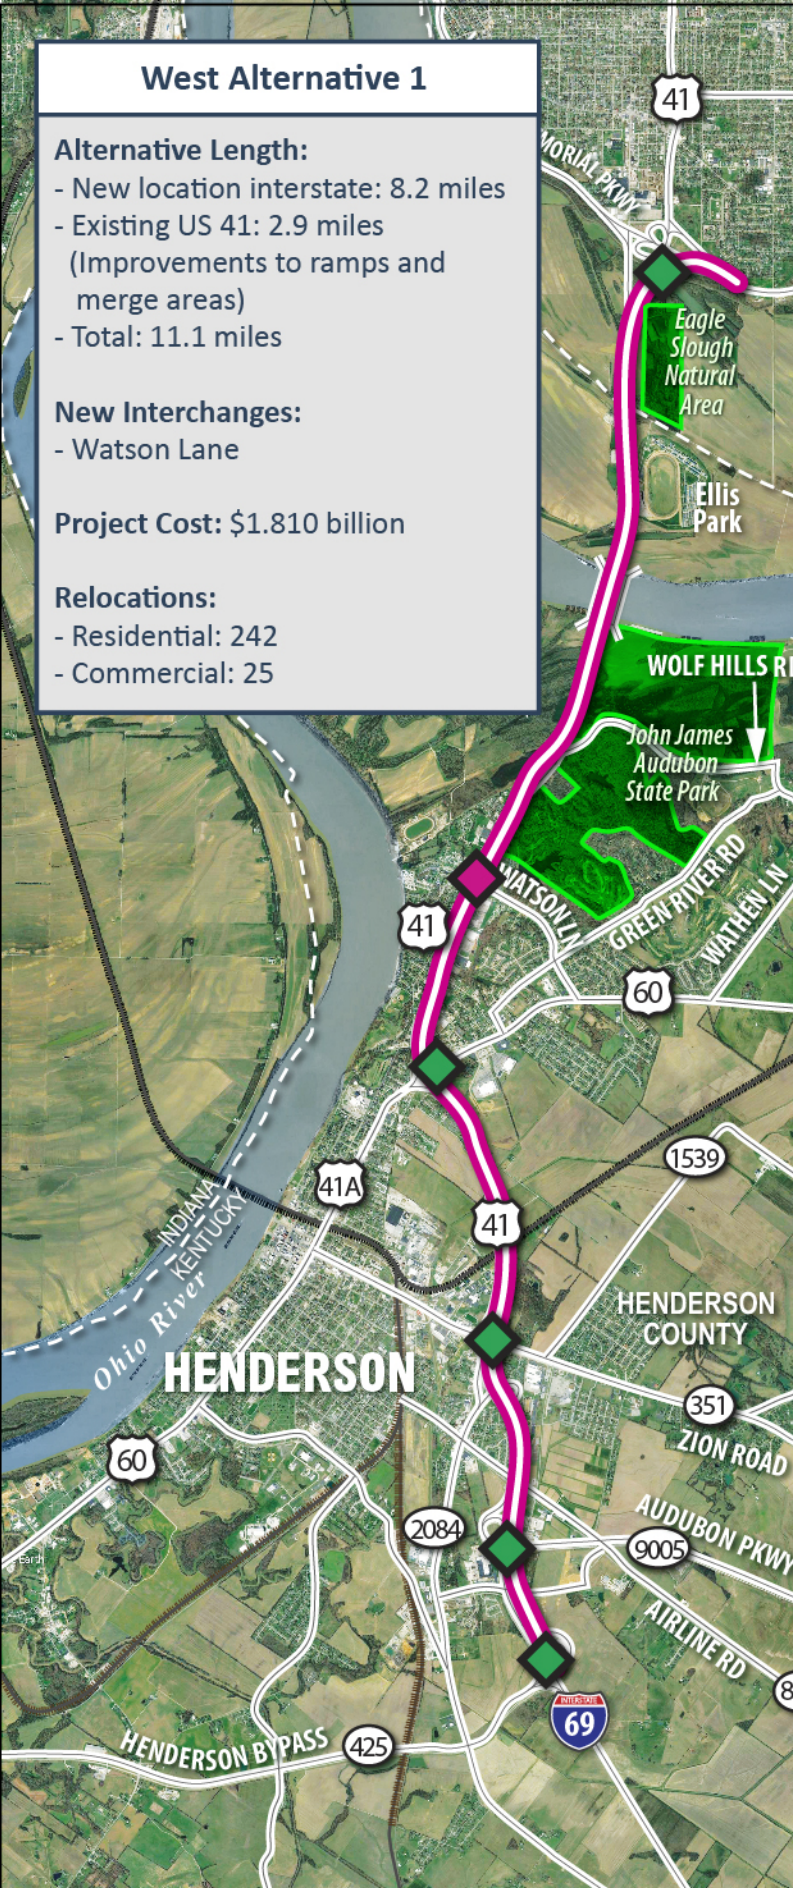 West Alternative 1
Alternative Length:
- New location interstate: 8.2 miles
- Existing US 41: 2.9 miles
(Improvements to ramps and
merge areas)
- Total: 11.1 miles
New Interchanges:
- Watson Lane
Project Cost: $1.810 billion
Relocations:
- Residential: 242
- Commercial: 25
41
MORIAL PKWY
Eagle
Slough
Natural
Area
Ellis
Park
WOLF HILLS R
John James
Audubon
State Park
WATSON LN
GREEN RIVER RD
WATHEN LN
41
60
1539
41A
INDIANA
KENTUCKY
Ohio River
41
HENDERSON
COUNTY
HENDERSON
351
ZION ROAD
60
2084
AUDUBON PKWY
9005
AIRLINE RD
8
Earth
INTERSTATE
69
HENDERSON BYPASS
425